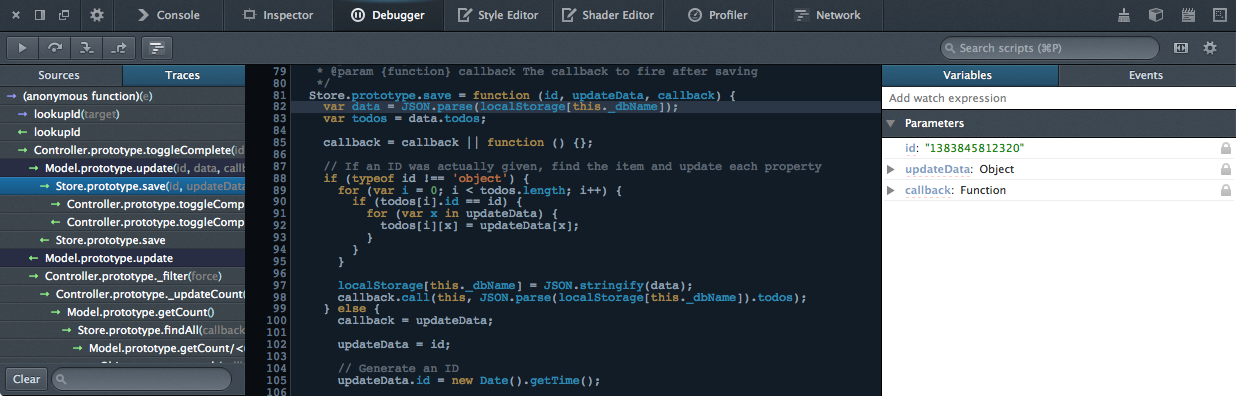 Console Inspector Debugger Style Editor Shader Editor Profiler Network
Search scripts (⌘P)
Sources Traces
→ (anonymous function)(e)
→ lookupId(target)
← lookupId
→ Controller.prototype.toggleComplete(id
→ Model.prototype.update(id, data, callb
→ Store.prototype.save(id, updateData
→ Controller.prototype.toggleComp
← Controller.prototype.toggleComp
← Store.prototype.save
← Model.prototype.update
→ Controller.prototype._filter(force)
→ Controller.prototype._updateCount(
→ Model.prototype.getCount()
→ Store.prototype.findAll(callback
→ Model.prototype.getCount/<(
Clear
79 * @param {function} callback The callback to fire after saving
80 */
81 Store.prototype.save = function (id, updateData, callback) {
82 var data = JSON.parse(localStorage[this._dbName]);
83 var todos = data.todos;
84
85 callback = callback || function () {};
86
87 // If an ID was actually given, find the item and update each property
88 if (typeof id !== 'object') {
89 for (var i = 0; i < todos.length; i++) {
90 if (todos[i].id == id) {
91 for (var x in updateData) {
92 todos[i][x] = updateData[x];
93 }
94 }
95 }
96
97 localStorage[this._dbName] = JSON.stringify(data);
98 callback.call(this, JSON.parse(localStorage[this._dbName]).todos);
99 } else {
100 callback = updateData;
101
102 updateData = id;
103
104 // Generate an ID
105 updateData.id = new Date().getTime();
106
Variables Events
Add watch expression
Parameters
id: "1383845812320"
updateData: Object
callback: Function